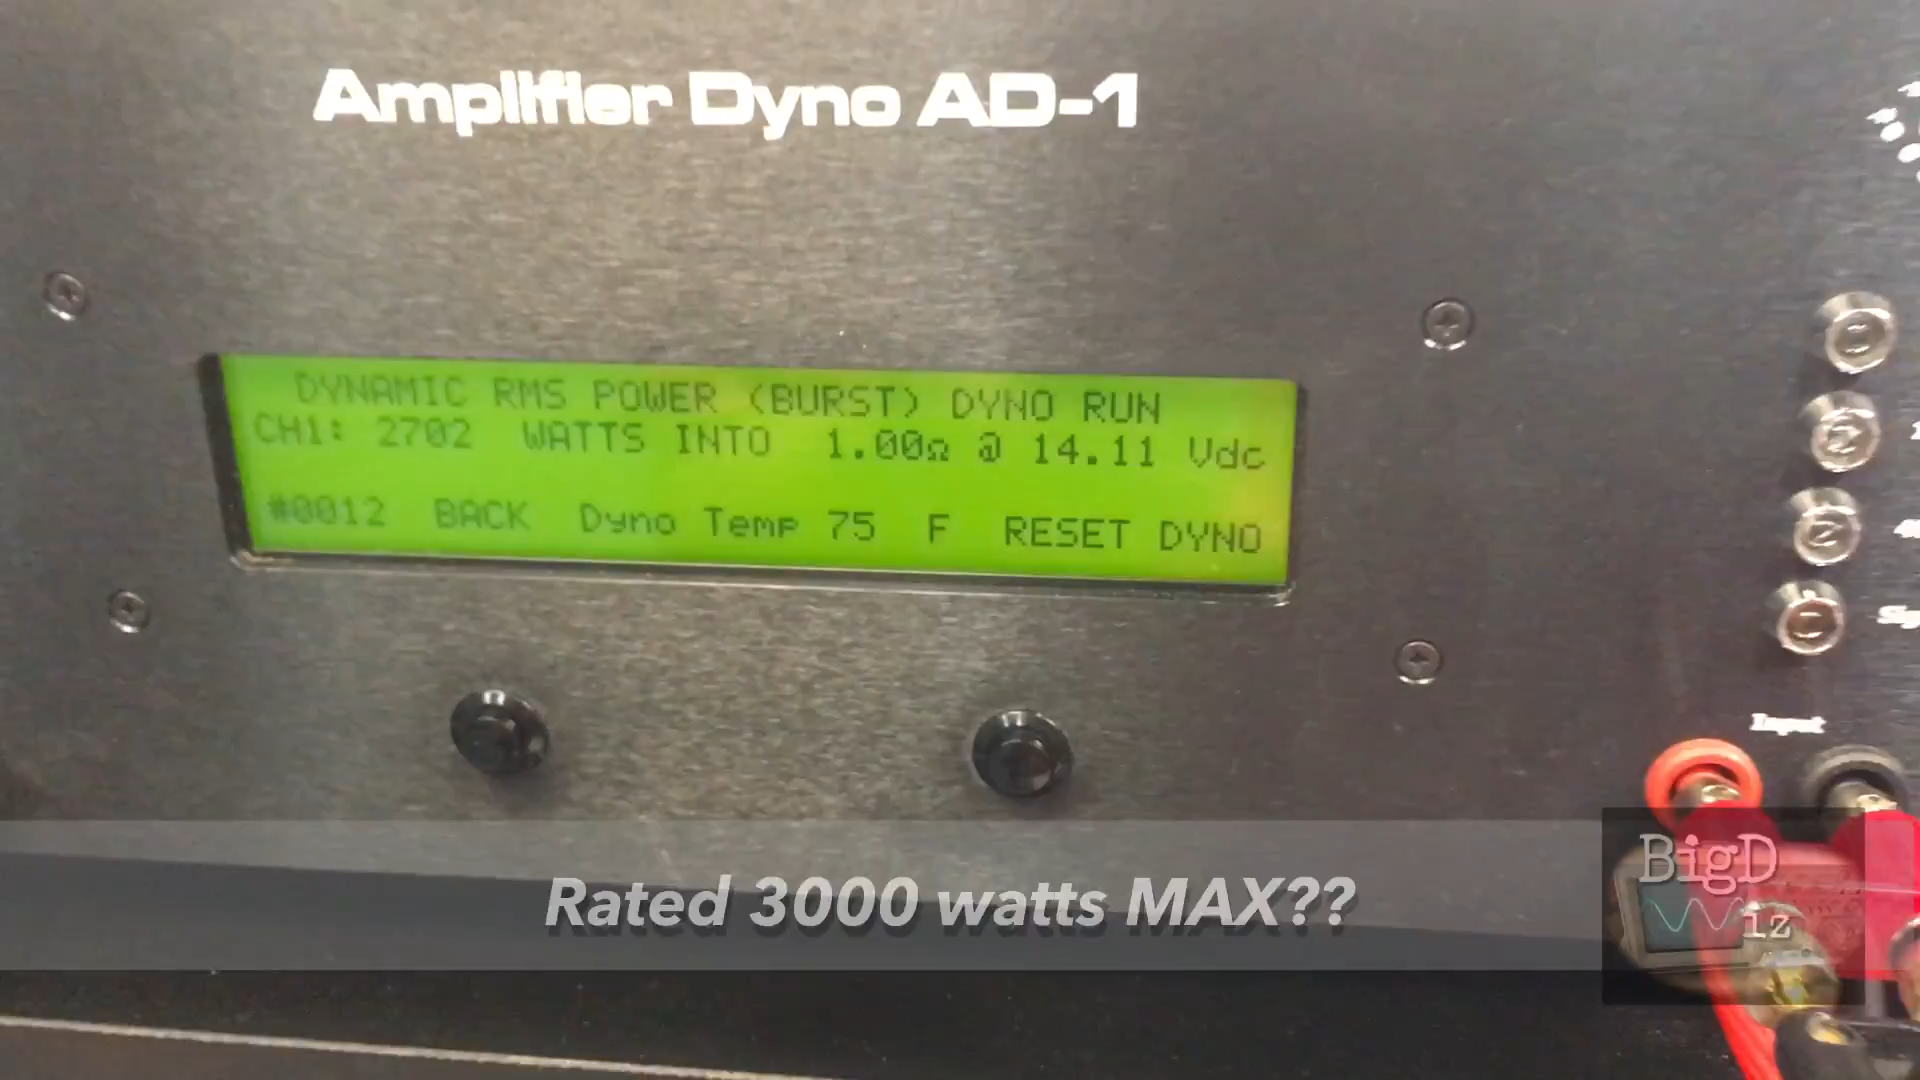 Amplifier Dyno AD-1
DYNAMIC RMS POWER (BURST) DYNO RUN
CH1: 2702 WATTS INTO 1.00Ω @ 14.11 Vdc
#0012 BACK Dyno Temp 75 F RESET DYNO
Input
Rated 3000 watts MAX??
BigD
Wiz